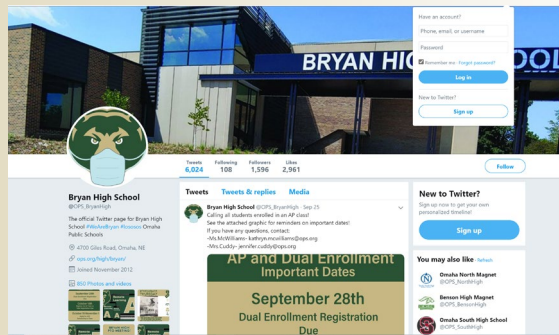 Have an account?
Phone, email, or username
Password
Remember me · Forgot password?
Log in
New to Twitter?
Sign up
BRYAN HIG
OOL
Tweets
6,024
Following
108
Followers
1,596
Likes
2,961
Follow
Bryan High School
@OPS_BryanHigh
The official Twitter page for Bryan High
School #WeAreBryan
Omaha
Public Schools
4700 Giles Road, Omaha, NE
ops.org/high/bryan/
Joined November 2012
850 Photos and videos
Tweets
Tweets & replies
Media
Bryan High School @OPS_BryanHigh · Sep 25
Calling all students enrolled in an AP class!
See the attached graphic for reminders on important dates!
If you have any questions, contact:
-Ms.McWilliams- kathryn.mcwilliams@ops.org
-Mrs.Cuddy- jennifer.cuddy@ops.org
AP and Dual Enrollment
Important Dates
September 28th
Dual Enrollment Registration
Due
New to Twitter?
Sign up now to get your own
personalized timeline!
Sign up
You may also like · Refresh
Omaha North Magnet
@OPS_NorthHigh
Benson High Magnet
@OPS_BensonHigh
Omaha South High School
@OPS_SouthHigh